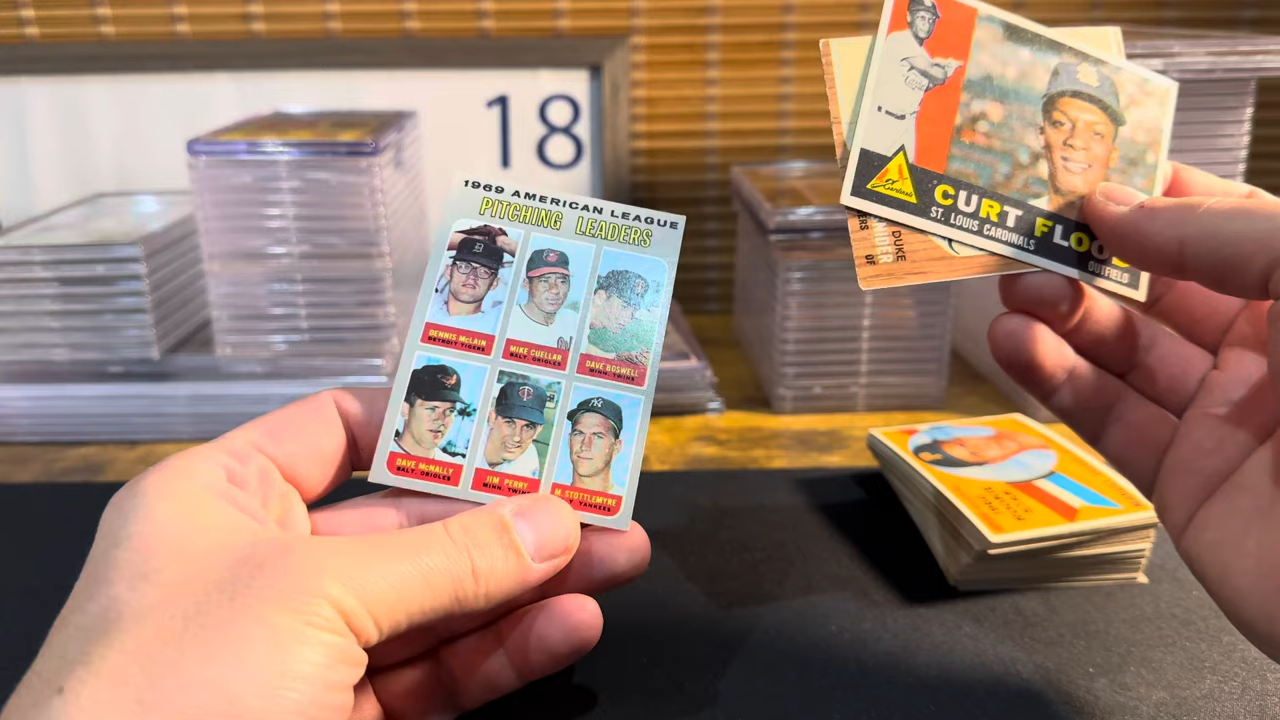 18
1969 AMERICAN LEAGUE
PITCHING LEADERS
DENNIS McLAIN
DETROIT TIGERS
MIKE CUELLAR
BALT. ORIOLES
DAVE BOSWELL
MINN. TWINS
DAVE McNALLY
BALT. ORIOLES
JIM PERRY
MINN. TWINS
M. STOTTLEMYRE
YANKEES
Cardinals
CURT FLOOD
ST. LOUIS CARDINALS
OUTFIELD
DUKE
OF